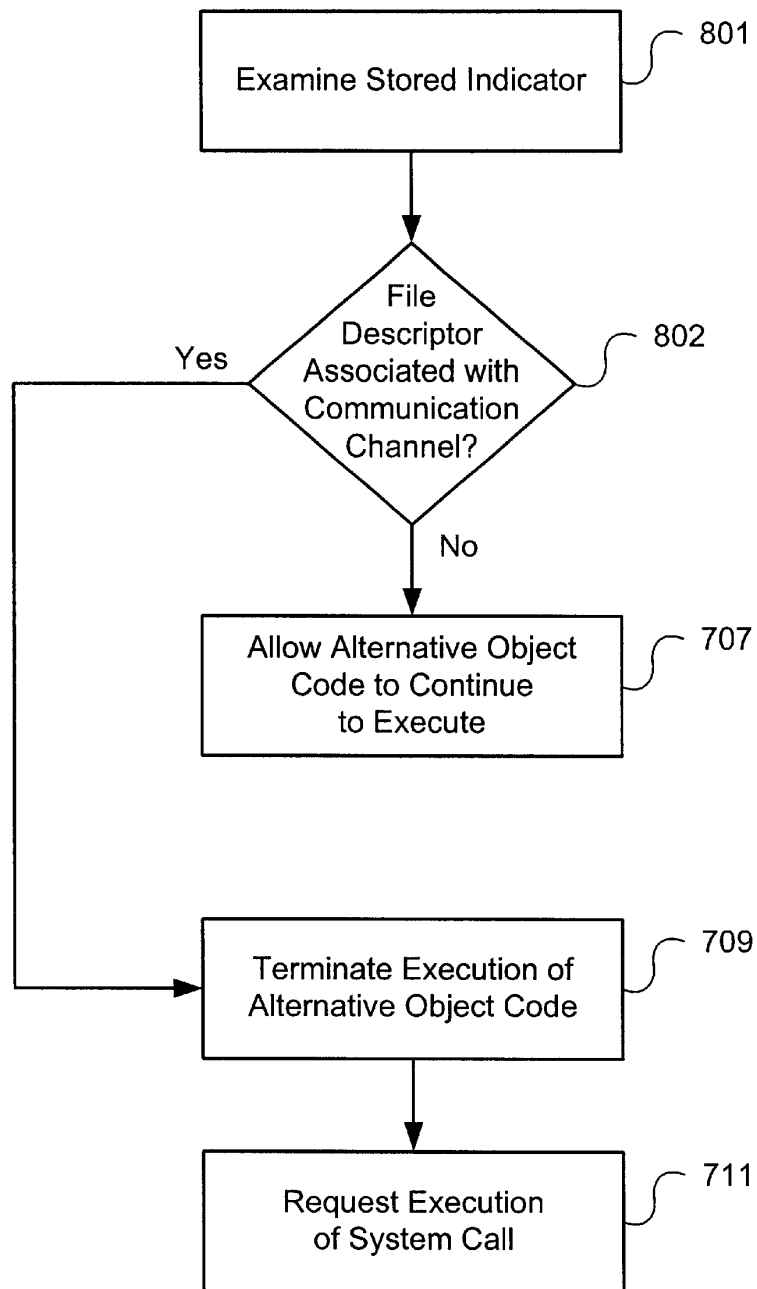 801
Examine Stored Indicator
File
Descriptor
Associated with
Communication
Channel?
802
Yes
No
Allow Alternative Object
Code to Continue
to Execute
707
Terminate Execution of
Alternative Object Code
709
Request Execution
of System Call
711